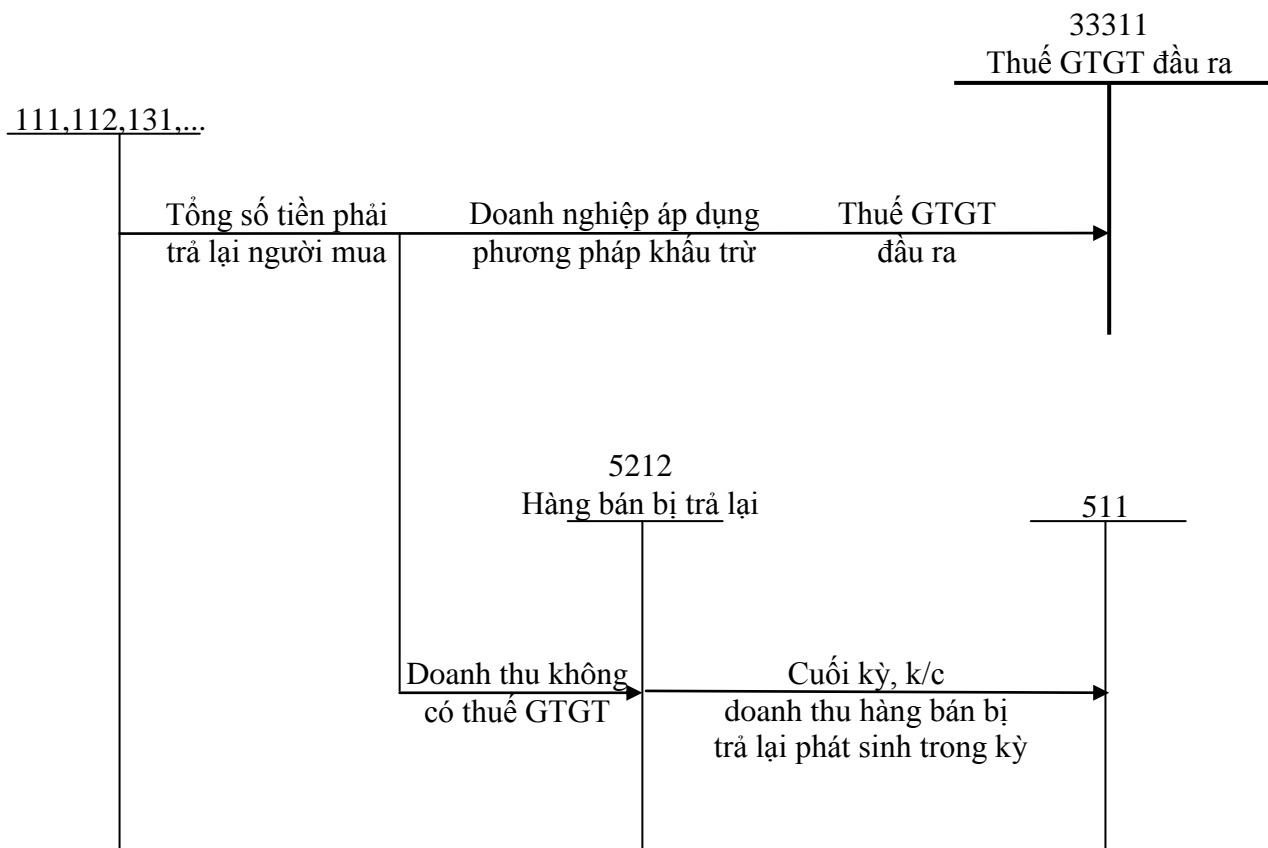 33311
Thuế GTGT đầu ra
111,112,131,...
Tổng số tiền phải
trả lại người mua
Doanh nghiệp áp dụng
phương pháp khấu trừ
Thuế GTGT
đầu ra
5212
Hàng bán bị trả lại
511
Doanh thu không
có thuế GTGT
Cuối kỳ, k/c
doanh thu hàng bán bị
trả lại phát sinh trong kỳ